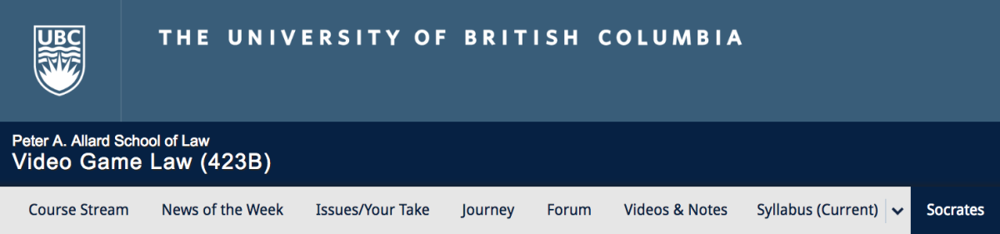 UBC
THE UNIVERSITY OF BRITISH COLUMBIA
Peter A. Allard School of Law
Video Game Law (423B)
Course Stream News of the Week Issues/Your Take Journey Forum Videos & Notes Syllabus (Current) Socrates